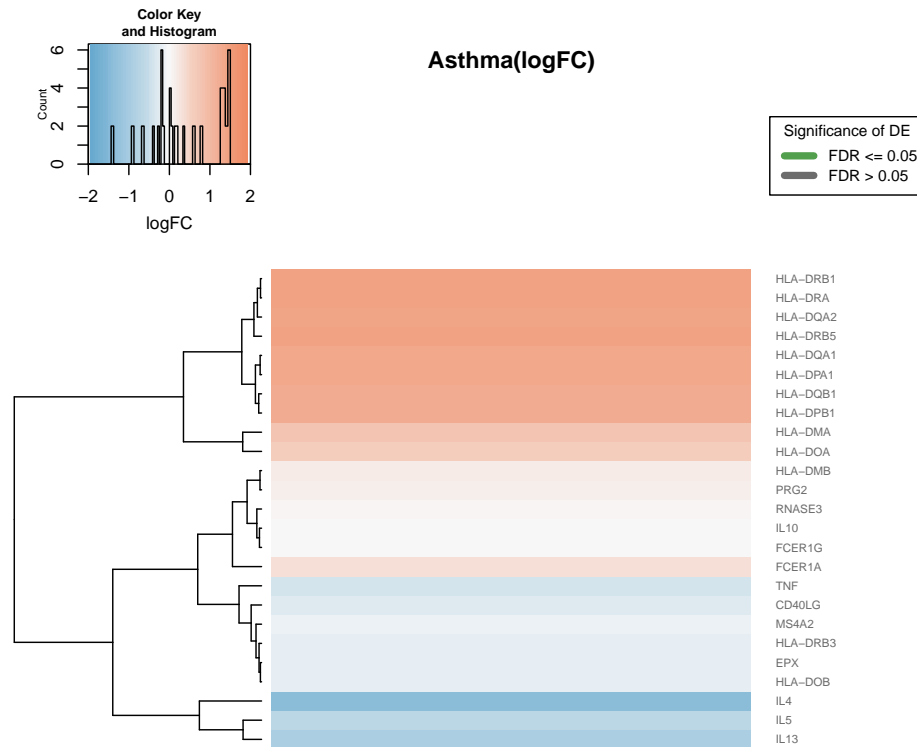 Color Key
and Histogram
Asthma(logFC)
Count
0 2 4 6
−2 −1 0 1 2
logFC
Significance of DE
FDR <= 0.05
FDR > 0.05
HLA−DRB1
HLA−DRA
HLA−DQA2
HLA−DRB5
HLA−DQA1
HLA−DPA1
HLA−DQB1
HLA−DPB1
HLA−DMA
HLA−DOA
HLA−DMB
PRG2
RNASE3
IL10
FCER1G
FCER1A
TNF
CD40LG
MS4A2
HLA−DRB3
EPX
HLA−DOB
IL4
IL5
IL13